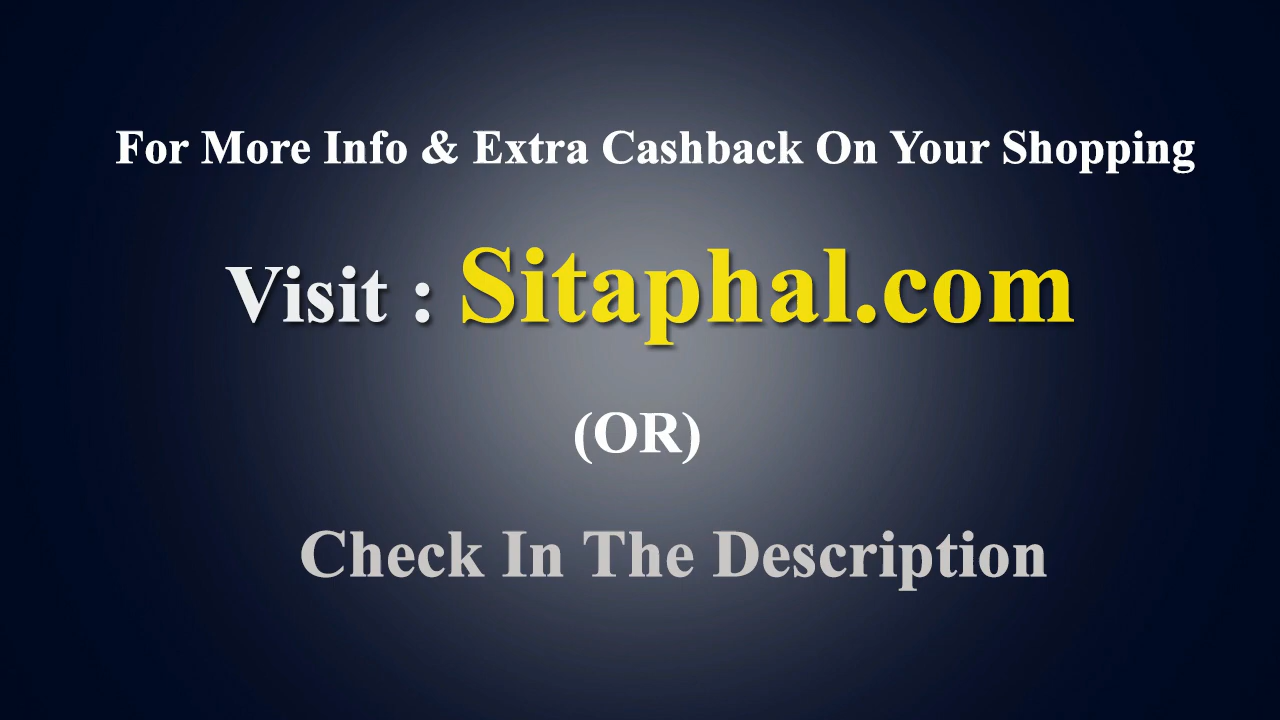 For More Info & Extra Cashback On Your Shopping
Visit : Sitaphal.com
(OR)
Check In The Description